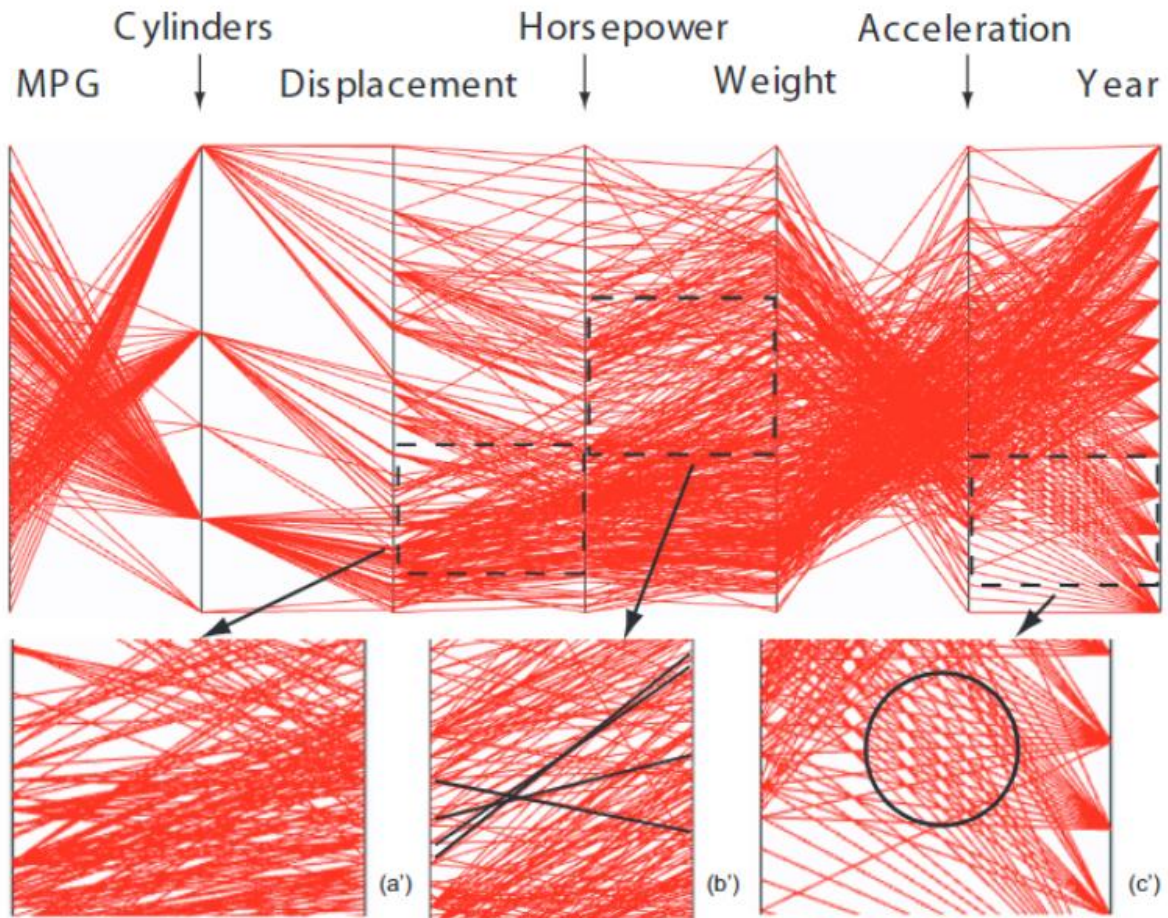 Cylinders Horsepower Acceleration
MPG Displacement Weight Year
(a') (b') (c')